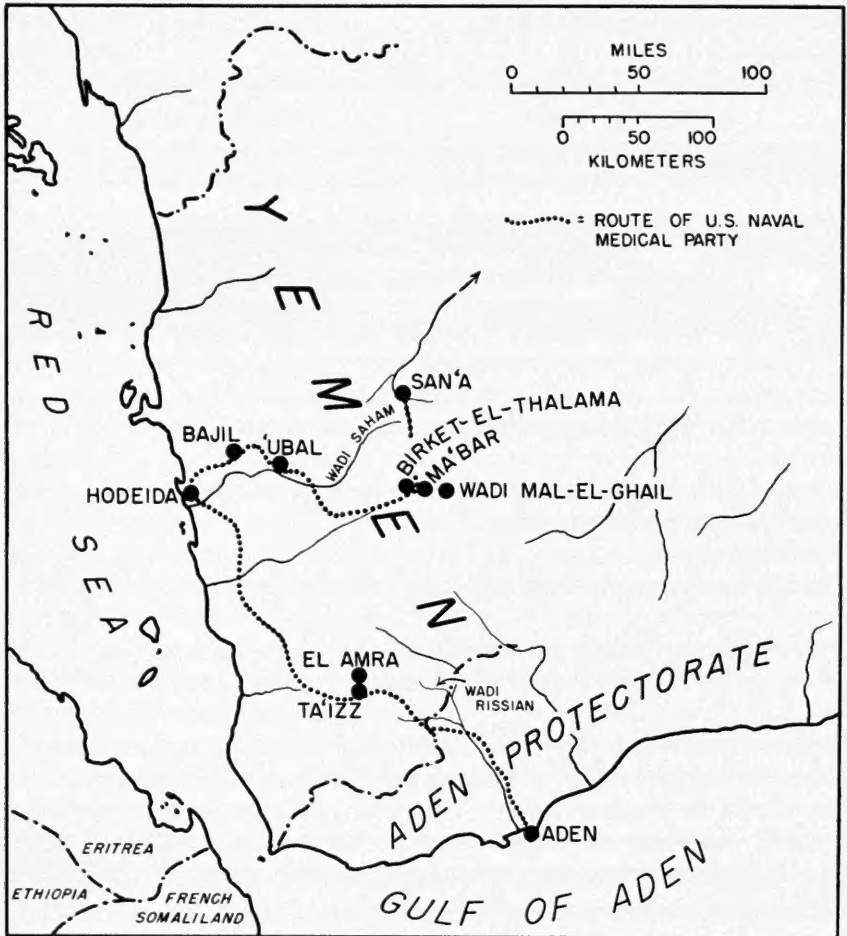 MILES
0 50 100
0 50 100
KILOMETERS
= ROUTE OF U.S. NAVAL
MEDICAL PARTY
YEMEN
RED SEA
SAN'A
BIRKET-EL-THALAMA
MA'BAR
WADI MAL-EL-GHAIL
WADI SAHAM
BAJIL
'UBAL
HODEIDA
EL AMRA
TA'IZZ
WADI
RISSIAN
ADEN PROTECTORATE
ADEN
GULF OF ADEN
ERITREA
ETHIOPIA
FRENCH
SOMALILAND